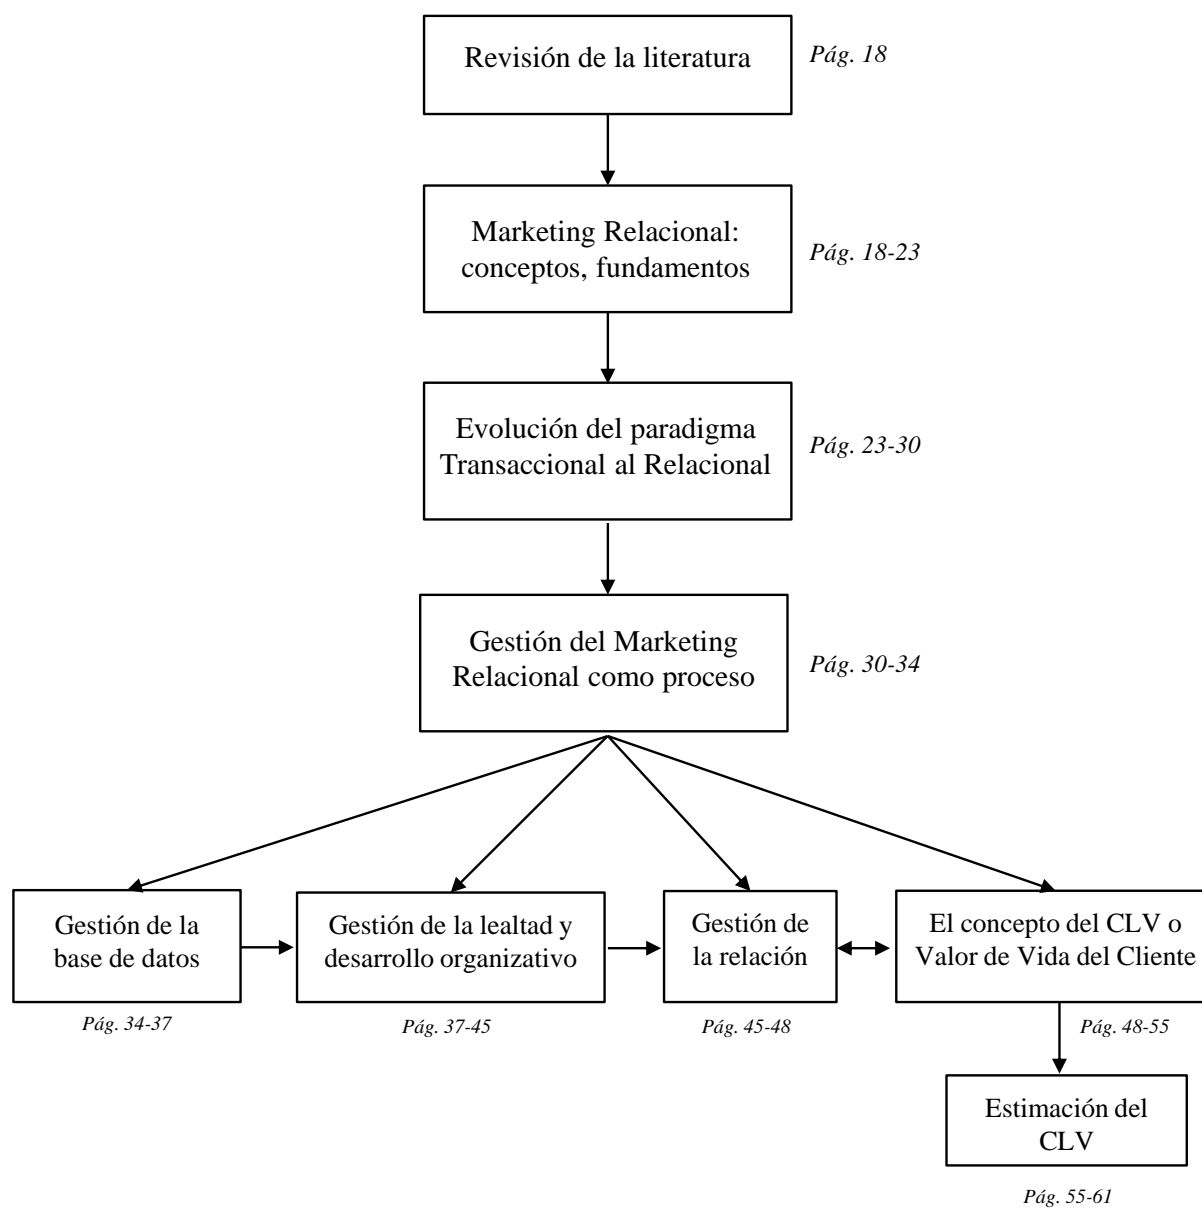 Revisión de la literatura
Pág. 18
Marketing Relacional:
conceptos, fundamentos
Pág. 18-23
Evolución del paradigma
Transaccional al Relacional
Pág. 23-30
Gestión del Marketing
Relacional como proceso
Pág. 30-34
Gestión de la
base de datos
Pág. 34-37
Gestión de la lealtad y
desarrollo organizativo
Pág. 37-45
Gestión de
la relación
Pág. 45-48
El concepto del CLV o
Valor de Vida del Cliente
Pág. 48-55
Estimación del
CLV
Pág. 55-61